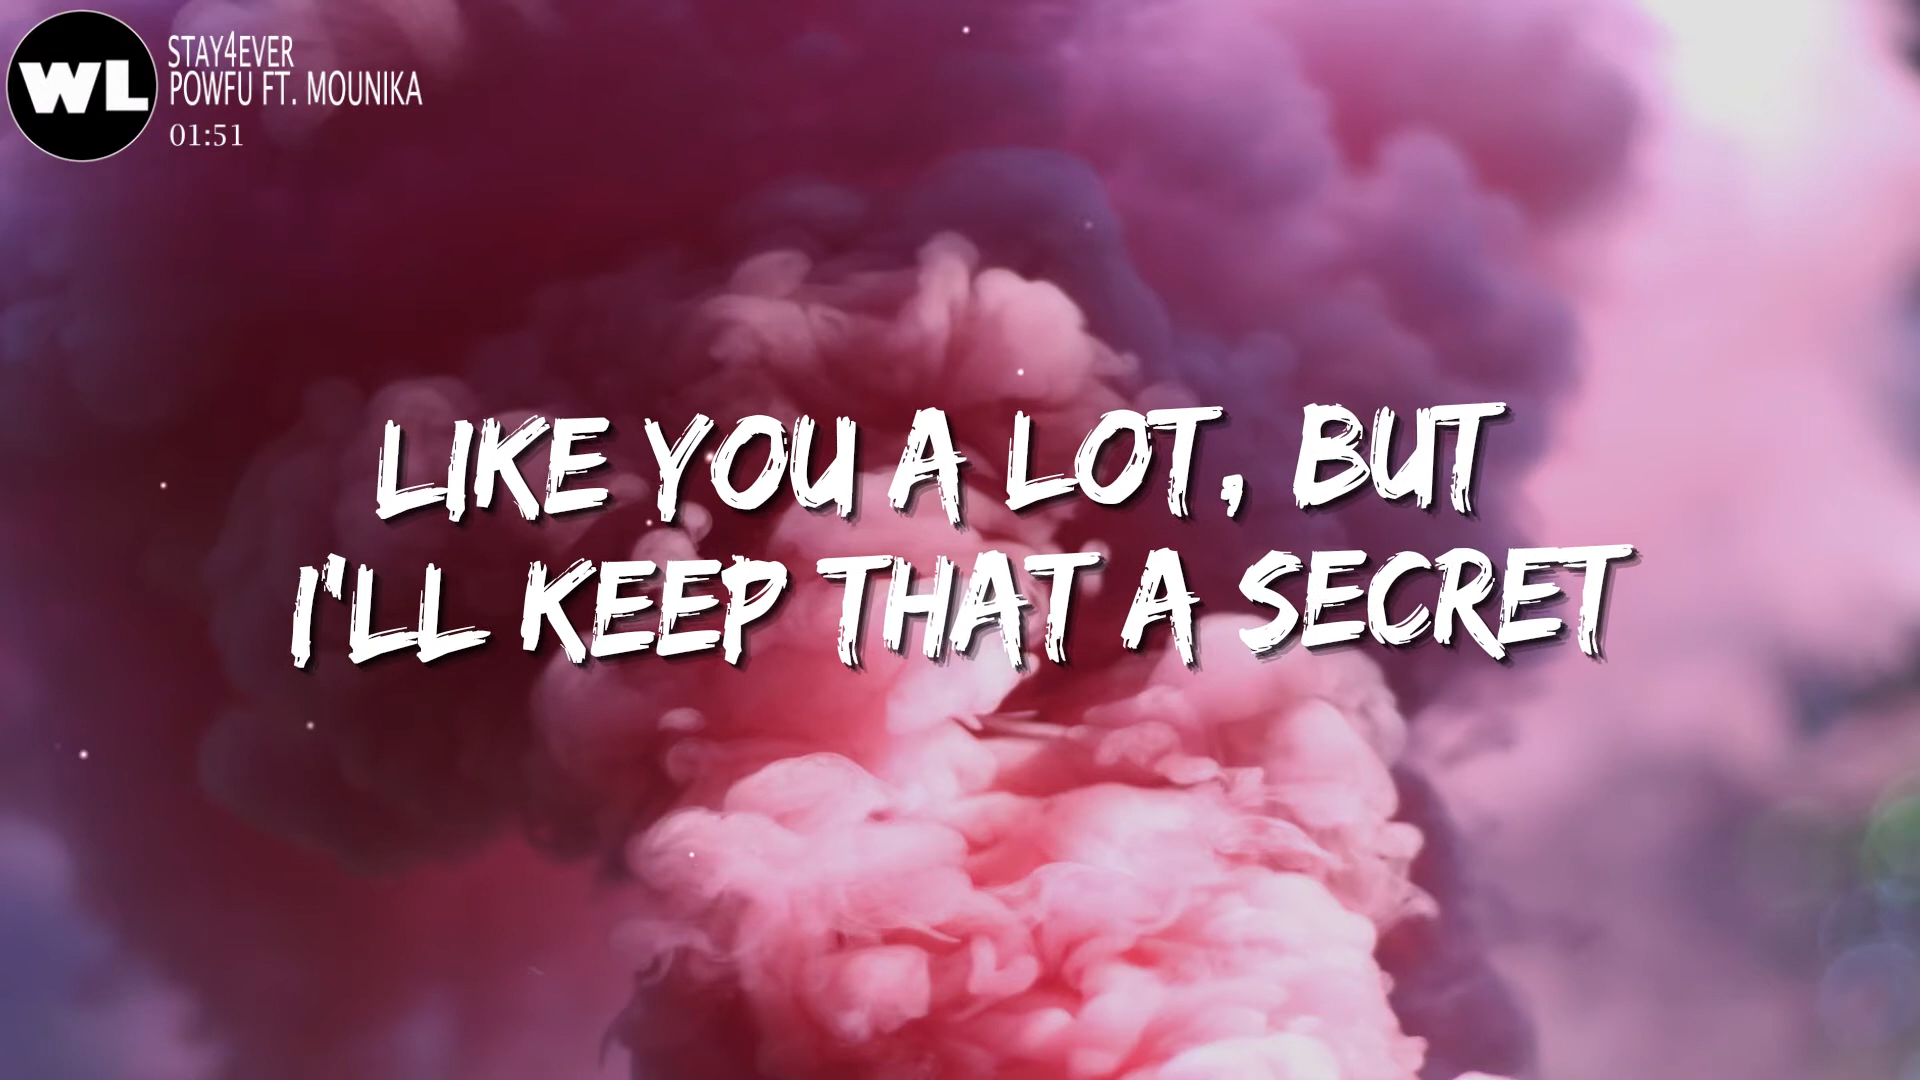 WL
STAY4EVER
POWFU FT. MOUNIKA
01:51
LIKE YOU A LOT, BUT
I'LL KEEP THAT A SECRET